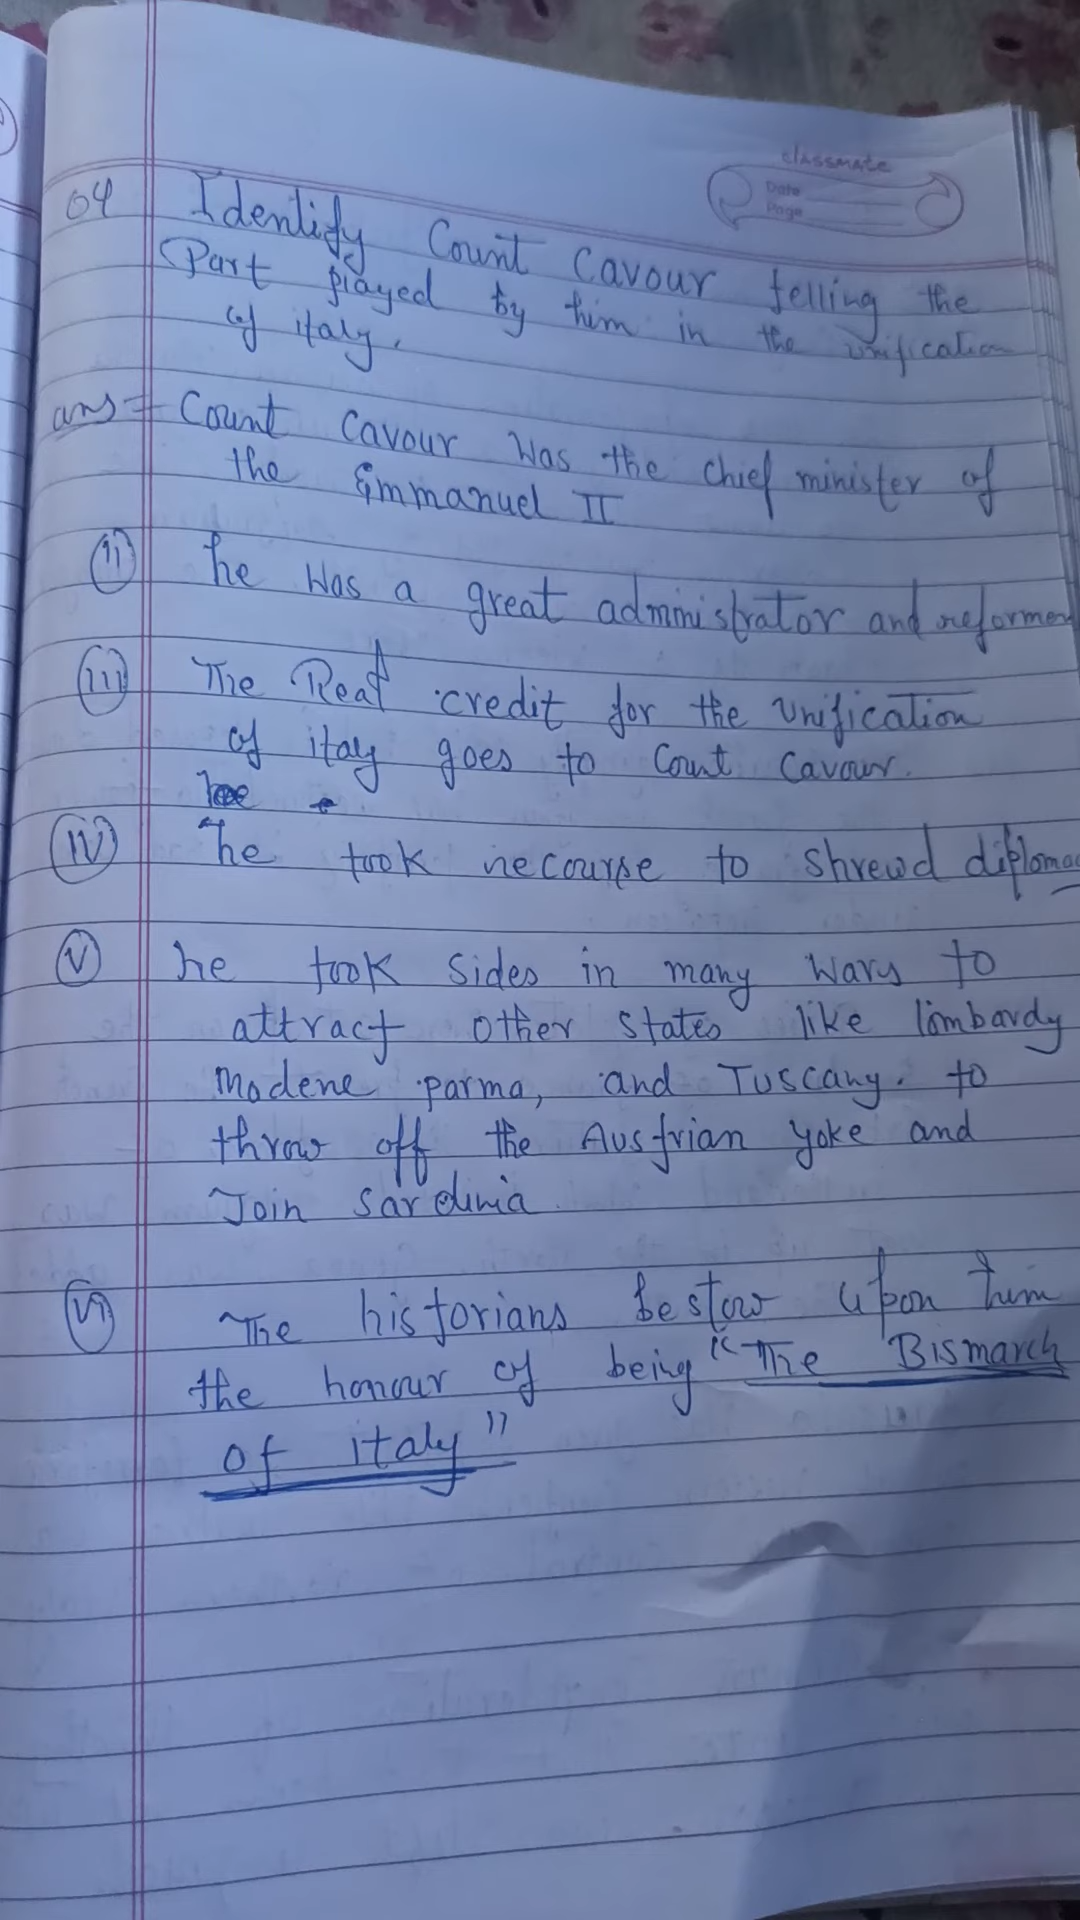 classmate
Date
Page
04 Identify Count Cavour telling the
Part played by him in the unification
of italy.
ans = Count Cavour Was the chief minister of
the Emmanuel II
(ii) he was a great administrator and reformer
(iii) The Real credit for the unification
of italy goes to Count Cavour.
he
(iv) he took recourse to shrewd diplomac
(v) he took sides in many wars to
attract other states like lombardy
Modene parma, and Tuscany. to
throw off the Austrian yoke and
Join sardinia.
(vi) The historians bestow upon him
the honour of being "The Bismarch
of italy"